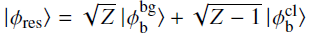 |ϕ_res⟩ = √Z |ϕ_b^bg⟩ + √Z − 1 |ϕ_b^cl⟩